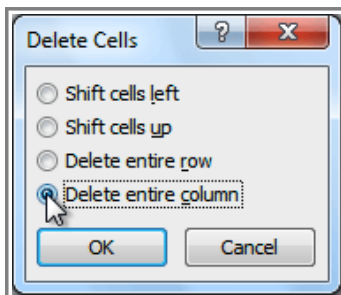 Delete Cells
Shift cells left
Shift cells up
Delete entire row
Delete entire column
OK Cancel